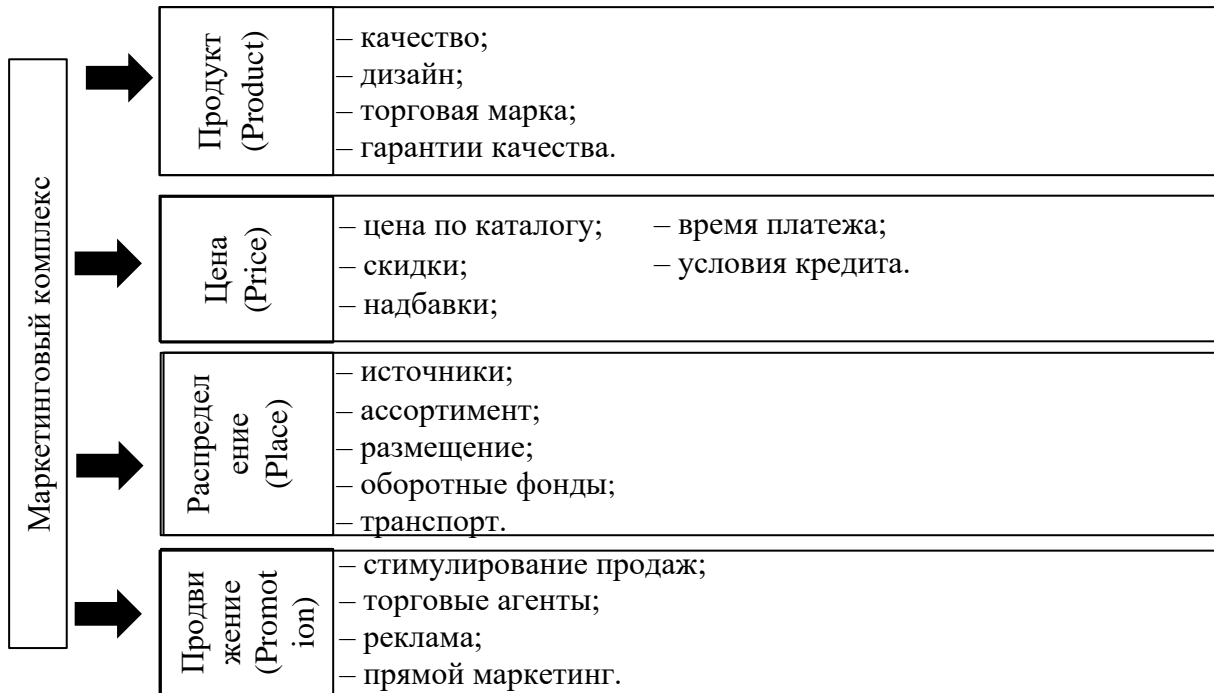 Маркетинговый комплекс
Продукт
(Product)
– качество;
– дизайн;
– торговая марка;
– гарантии качества.
Цена
(Price)
– цена по каталогу;
– скидки;
– надбавки;
– время платежа;
– условия кредита.
Распредел
ение
(Place)
– источники;
– ассортимент;
– размещение;
– оборотные фонды;
– транспорт.
Продви
жение
(Promot
ion)
– стимулирование продаж;
– торговые агенты;
– реклама;
– прямой маркетинг.